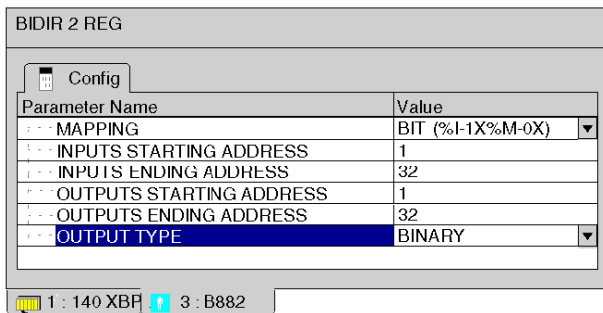 BIDIR 2 REG
Config
Parameter Name Value
MAPPING BIT (%I-1X%M-0X)
INPUTS STARTING ADDRESS 1
INPUTS ENDING ADDRESS 32
OUTPUTS STARTING ADDRESS 1
OUTPUTS ENDING ADDRESS 32
OUTPUT TYPE BINARY
1 : 140 XBP 3 : B882